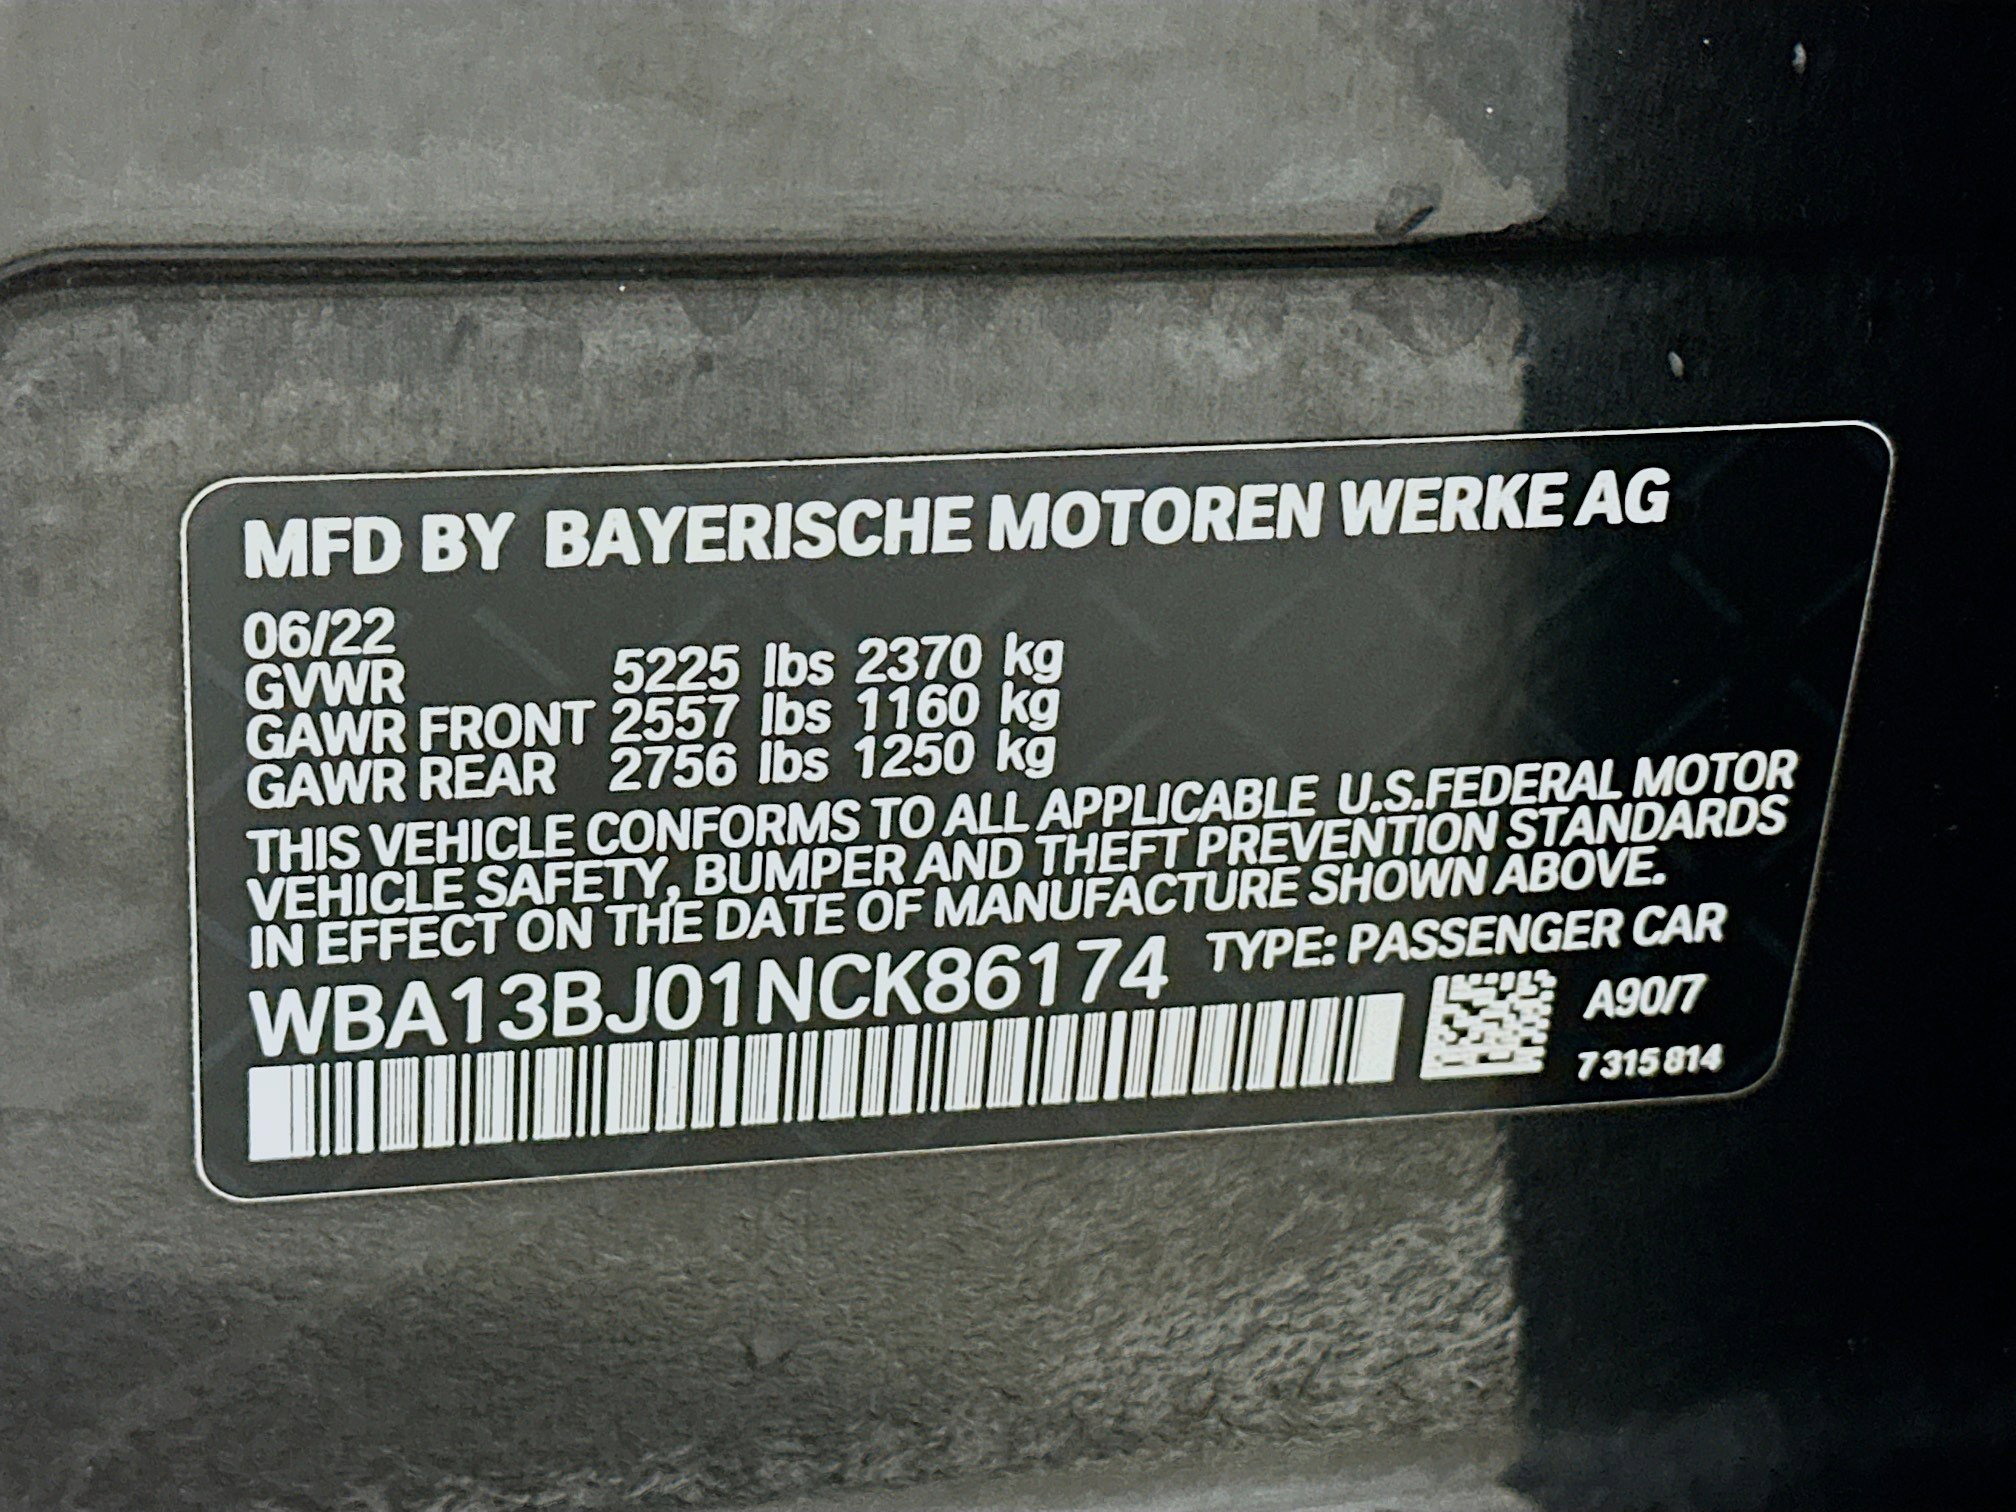 MFD BY BAYERISCHE MOTOREN WERKE AG
06/22
GVWR 5225 lbs 2370 kg
GAWR FRONT 2557 lbs 1160 kg
GAWR REAR 2756 lbs 1250 kg
THIS VEHICLE CONFORMS TO ALL APPLICABLE U.S.FEDERAL MOTOR
VEHICLE SAFETY, BUMPER AND THEFT PREVENTION STANDARDS
IN EFFECT ON THE DATE OF MANUFACTURE SHOWN ABOVE.
WBA13BJ01NCK86174 TYPE: PASSENGER CAR
A90/7
7 315 814